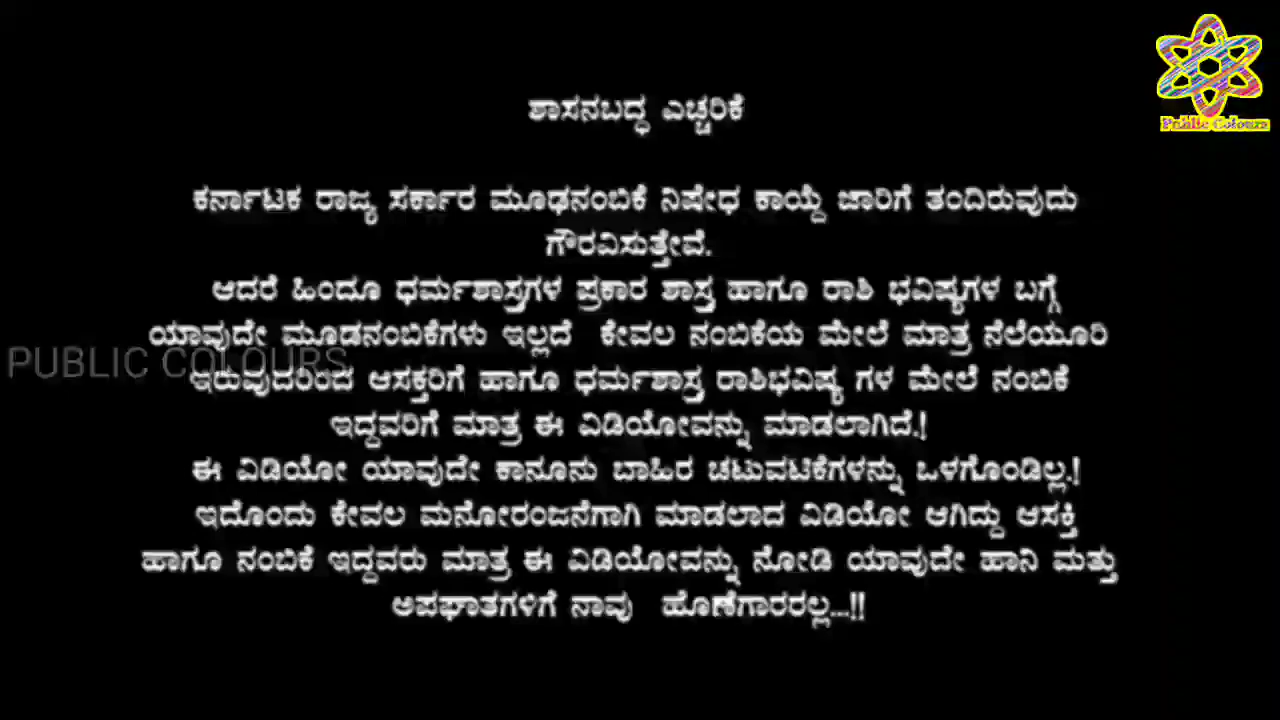 Public Colours
ಶಾಸನಬದ್ಧ ಎಚ್ಚರಿಕೆ
ಕರ್ನಾಟಕ ರಾಜ್ಯ ಸರ್ಕಾರ ಮೂಢನಂಬಿಕೆ ನಿಷೇಧ ಕಾಯ್ದೆ ಜಾರಿಗೆ ತಂದಿರುವುದು
ಗೌರವಿಸುತ್ತೇವೆ.
ಆದರೆ ಹಿಂದೂ ಧರ್ಮಶಾಸ್ತ್ರಗಳ ಪ್ರಕಾರ ಶಾಸ್ತ್ರ ಹಾಗೂ ರಾಶಿ ಭವಿಷ್ಯಗಳ ಬಗ್ಗೆ
ಯಾವುದೇ ಮೂಡನಂಬಿಕೆಗಳು ಇಲ್ಲದೆ ಕೇವಲ ನಂಬಿಕೆಯ ಮೇಲೆ ಮಾತ್ರ ನೆಲೆಯೂರಿ
PUBLIC COLOURS
ಇರುವುದರಿಂದ ಆಸಕ್ತರಿಗೆ ಹಾಗೂ ಧರ್ಮಶಾಸ್ತ್ರ ರಾಶಿಭವಿಷ್ಯ ಗಳ ಮೇಲೆ ನಂಬಿಕೆ
ಇದ್ದವರಿಗೆ ಮಾತ್ರ ಈ ವಿಡಿಯೋವನ್ನು ಮಾಡಲಾಗಿದೆ.!
ಈ ವಿಡಿಯೋ ಯಾವುದೇ ಕಾನೂನು ಬಾಹಿರ ಚಟುವಟಿಕೆಗಳನ್ನು ಒಳಗೊಂಡಿಲ್ಲ.!
ಇದೊಂದು ಕೇವಲ ಮನೋರಂಜನೆಗಾಗಿ ಮಾಡಲಾದ ವಿಡಿಯೋ ಆಗಿದ್ದು ಆಸಕ್ತಿ
ಹಾಗೂ ನಂಬಿಕೆ ಇದ್ದವರು ಮಾತ್ರ ಈ ವಿಡಿಯೋವನ್ನು ನೋಡಿ ಯಾವುದೇ ಹಾನಿ ಮತ್ತು
ಅಪಘಾತಗಳಿಗೆ ನಾವು ಹೊಣೆಗಾರರಲ್ಲ...!!